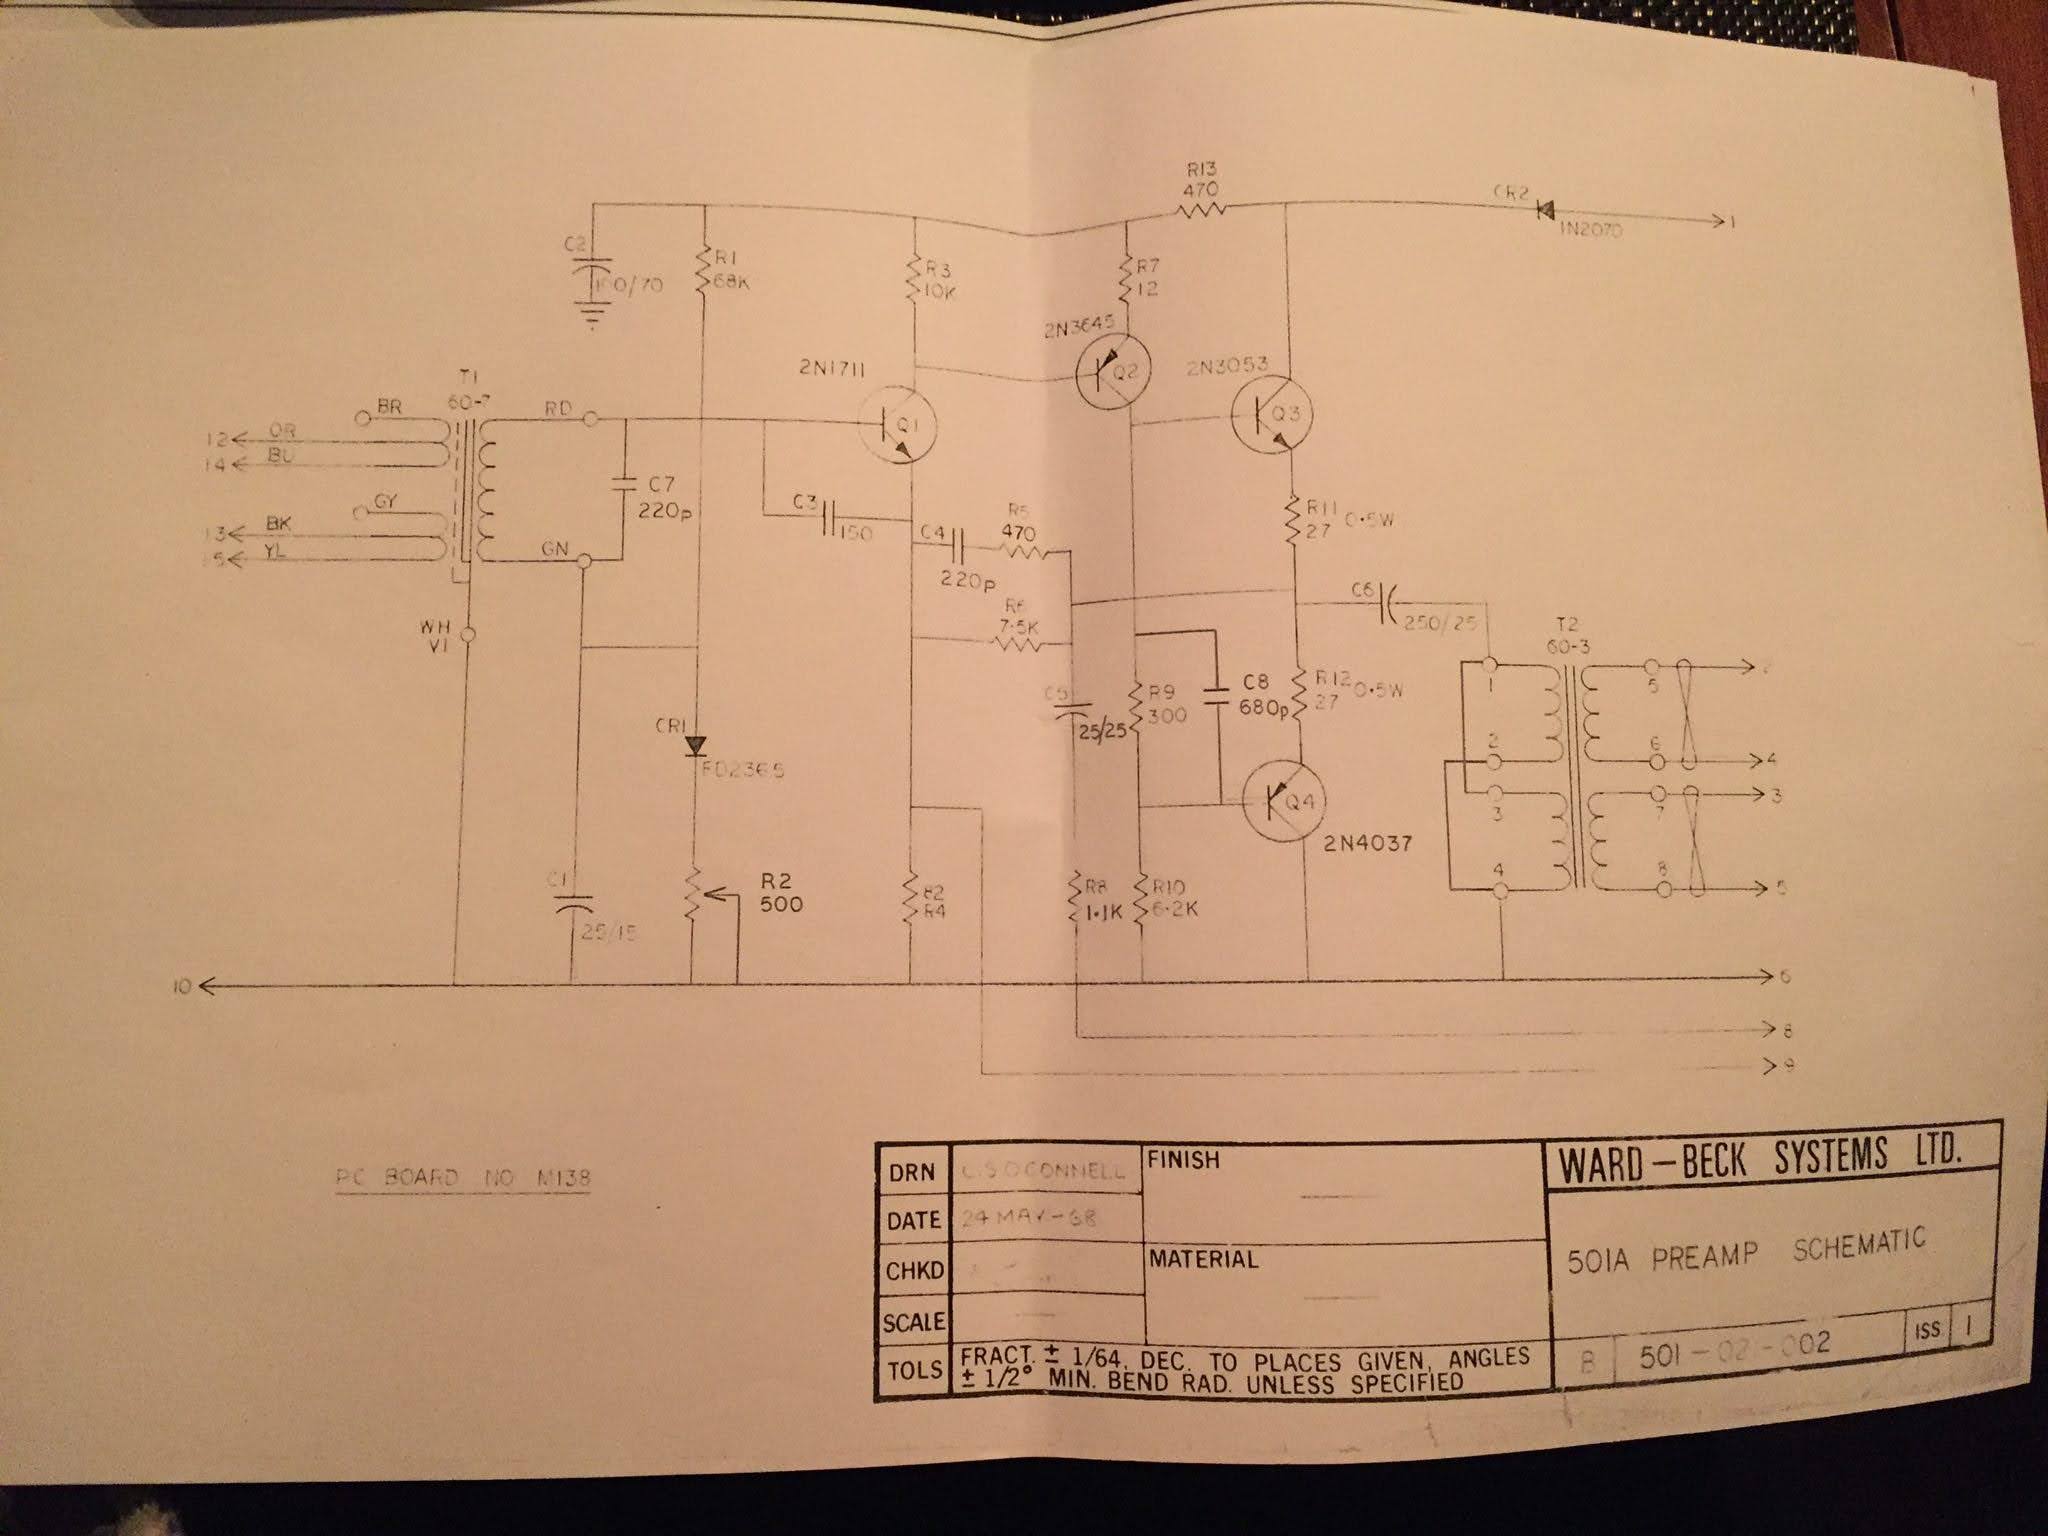 R13
470
CR2
1N2070
1
C2
R1
68K
R3
10K
R7
12
2N3645
Q2
2N1711
Q1
2N3053
Q3
T1
BR
12
OR
14
BU
GY
13
BK
YL
RD
GN
WH
VI
C7
220p
C3
150
C4
220p
R5
470
R6
7.5K
R11
27
0.5W
C6
250/25
T2
60-3
C5
25/25
R9
300
C8
680p
R12
27
0.5W
1
2
3
4
5
6
7
8
4
3
5
CR1
Q4
2N4037
C1
25/15
R2
500
82
R4
R8
1.1K
R10
6.2K
10
6
8
9
PC BOARD NO M138
DRN
DATE
24 MAY-68
CHKD
SCALE
TOLS
FRACT. ± 1/64, DEC. TO PLACES GIVEN, ANGLES
± 1/2° MIN. BEND RAD. UNLESS SPECIFIED
FINISH
MATERIAL
WARD-BECK SYSTEMS LTD.
501A PREAMP SCHEMATIC
B
501-02-002
ISS
1